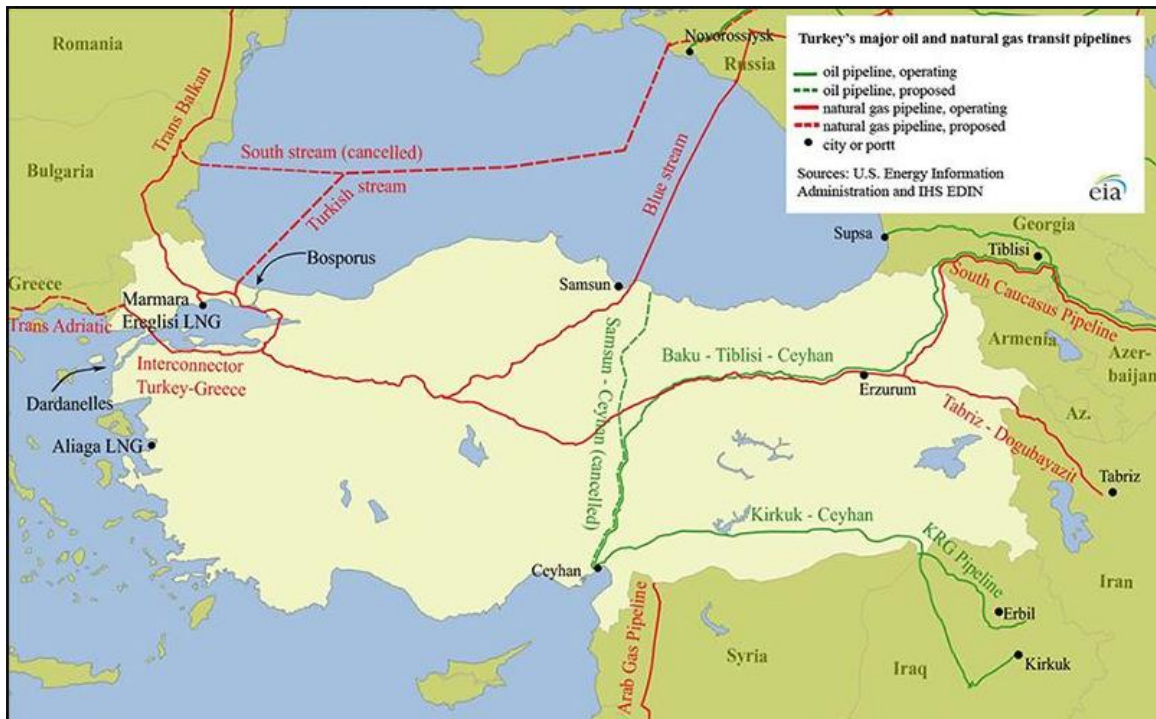 Romania
Novorossiysk
Russia
Turkey's major oil and natural gas transit pipelines
oil pipeline, operating
oil pipeline, proposed
natural gas pipeline, operating
natural gas pipeline, proposed
city or portt
Sources: U.S. Energy Information
Administration and IHS EDIN
eia
Trans Balkan
Bulgaria
South stream (cancelled)
Turkish stream
Blue stream
Bosporus
Supsa
Georgia
Tiblisi
South Caucasus Pipeline
Greece
Trans Adriatic
Marmara
Ereglisi LNG
Samsun
Samsun - Ceyhan (cancelled)
Armenia
Azer-
baijan
Az.
Interconnector
Turkey-Greece
Baku - Tiblisi - Ceyhan
Erzurum
Dardanelles
Aliaga LNG
Tabriz - Dogubayazit
Tabriz
Kirkuk - Ceyhan
Ceyhan
KRG Pipeline
Iran
Erbil
Arab Gas Pipeline
Syria
Iraq
Kirkuk